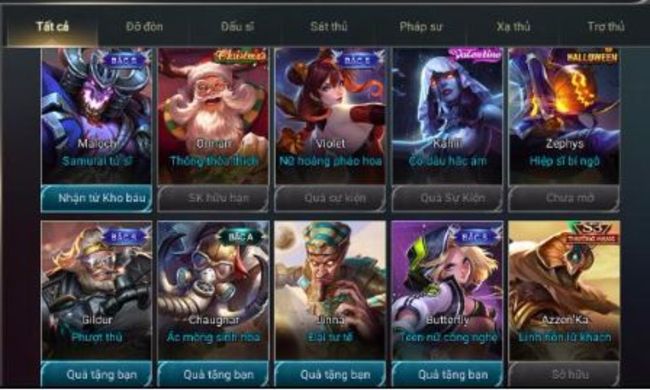 Tất cả Đỡ đòn Đấu sĩ Sát thủ Pháp sư Xạ thủ Trợ thủ
BẬC S Christmas BẬC S Valentine HALLOWEEN
Maloch Ormarr Violet Kahlii Zephys
Samurai tử sĩ Thông thỏa thích Nữ hoàng pháo hoa Cô dâu hắc ám Hiệp sĩ bí ngô
Nhận từ Kho báu SK hữu hạn Quà sự kiện Quà Sự Kiện Chưa mở
BẬC S BẬC A BẬC S S3
THƯỞNG HẠNG
Gildur Chaugnar Jinna Butterfly Azzen'Ka
Phượt thủ Ác mộng sinh hóa Đại tư tế Teen nữ công nghệ Linh hồn lữ khách
Quà tặng bạn Quà tặng bạn Quà tặng bạn Quà tặng bạn Sở hữu